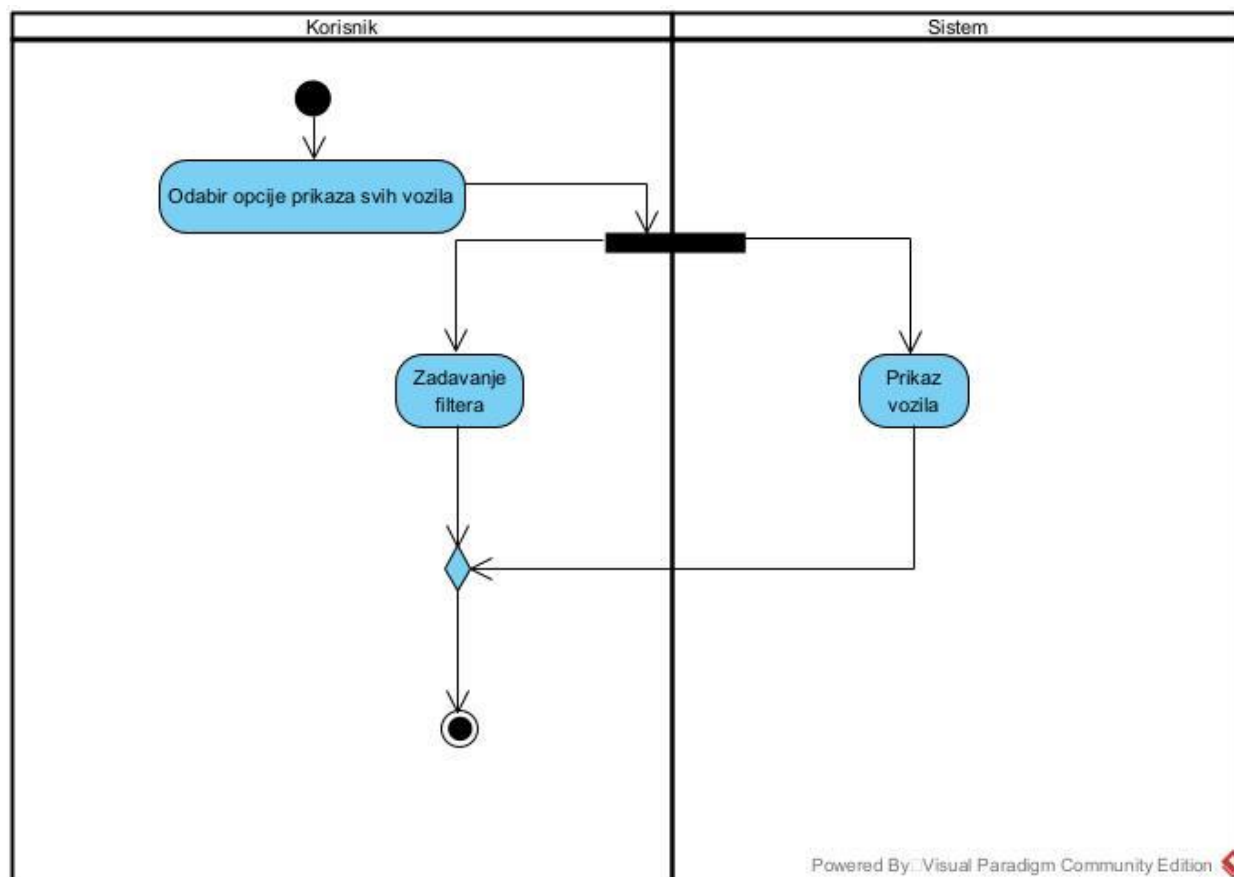 Korisnik
Sistem
Odabir opcije prikaza svih vozila
Zadavanje
filtera
Prikaz
vozila
Powered By Visual Paradigm Community Edition